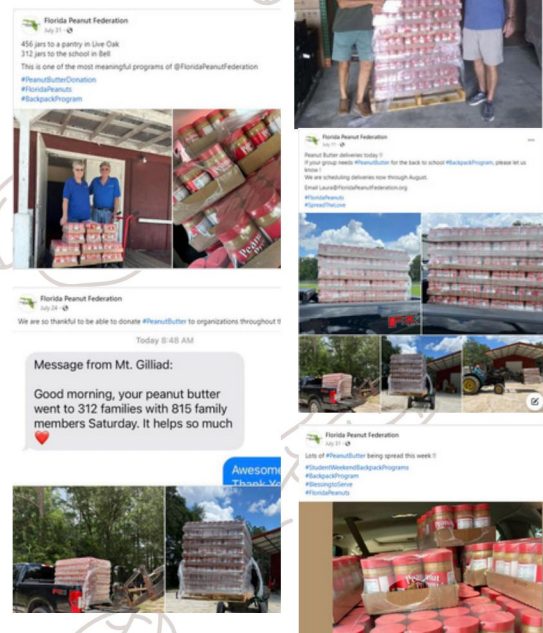 Florida Peanut Federation
July 31
456 jars to a pantry in Live Oak
312 jars to the school in Bell
This is one of the most meaningful programs of @FloridaPeanutFederation
#PeanutButterDonation
#FloridaPeanuts
#BackpackProgram
Florida Peanut Federation
July 24
We are so thankful to be able to donate #PeanutButter to organizations throughout
Today 8:48 AM
Message from Mt. Gilliad:
Good morning, your peanut butter
went to 312 families with 815 family
members Saturday. It helps so much
❤️
Awesome
Thank
Florida Peanut Federation
July
Peanut Butter deliveries today !!
If your group needs #PeanutButter for the back to school #BackpackProgram, please let us
know !
We are scheduling deliveries now through August.
Email Laura@FloridaPeanutFederation.org
#FloridaPeanuts
#SpreadTheLove
Florida Peanut Federation
July
Lots of #PeanutButter being spread this week !!
#StudentWeekendBackpackPrograms
#BackpackProgram
#BlessingtoServe
#FloridaPeanuts
Peanut